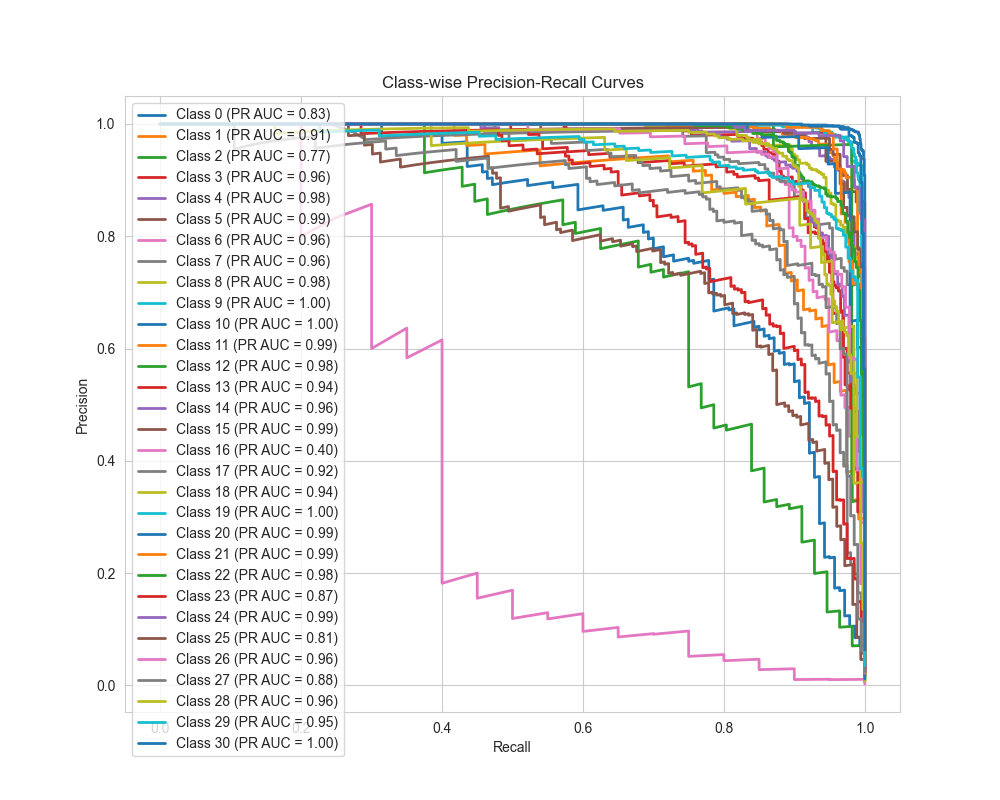 Class-wise Precision-Recall Curves
1.0
0.8
0.6
0.4
0.2
0.0
Precision
Class 0 (PR AUC = 0.83)
Class 1 (PR AUC = 0.91)
Class 2 (PR AUC = 0.77)
Class 3 (PR AUC = 0.96)
Class 4 (PR AUC = 0.98)
Class 5 (PR AUC = 0.99)
Class 6 (PR AUC = 0.96)
Class 7 (PR AUC = 0.96)
Class 8 (PR AUC = 0.98)
Class 9 (PR AUC = 1.00)
Class 10 (PR AUC = 1.00)
Class 11 (PR AUC = 0.99)
Class 12 (PR AUC = 0.98)
Class 13 (PR AUC = 0.94)
Class 14 (PR AUC = 0.96)
Class 15 (PR AUC = 0.99)
Class 16 (PR AUC = 0.40)
Class 17 (PR AUC = 0.92)
Class 18 (PR AUC = 0.94)
Class 19 (PR AUC = 1.00)
Class 20 (PR AUC = 0.99)
Class 21 (PR AUC = 0.99)
Class 22 (PR AUC = 0.98)
Class 23 (PR AUC = 0.87)
Class 24 (PR AUC = 0.99)
Class 25 (PR AUC = 0.81)
Class 26 (PR AUC = 0.96)
Class 27 (PR AUC = 0.88)
Class 28 (PR AUC = 0.96)
Class 29 (PR AUC = 0.95)
Class 30 (PR AUC = 1.00)
0.0 0.2 0.4 0.6 0.8 1.0
Recall